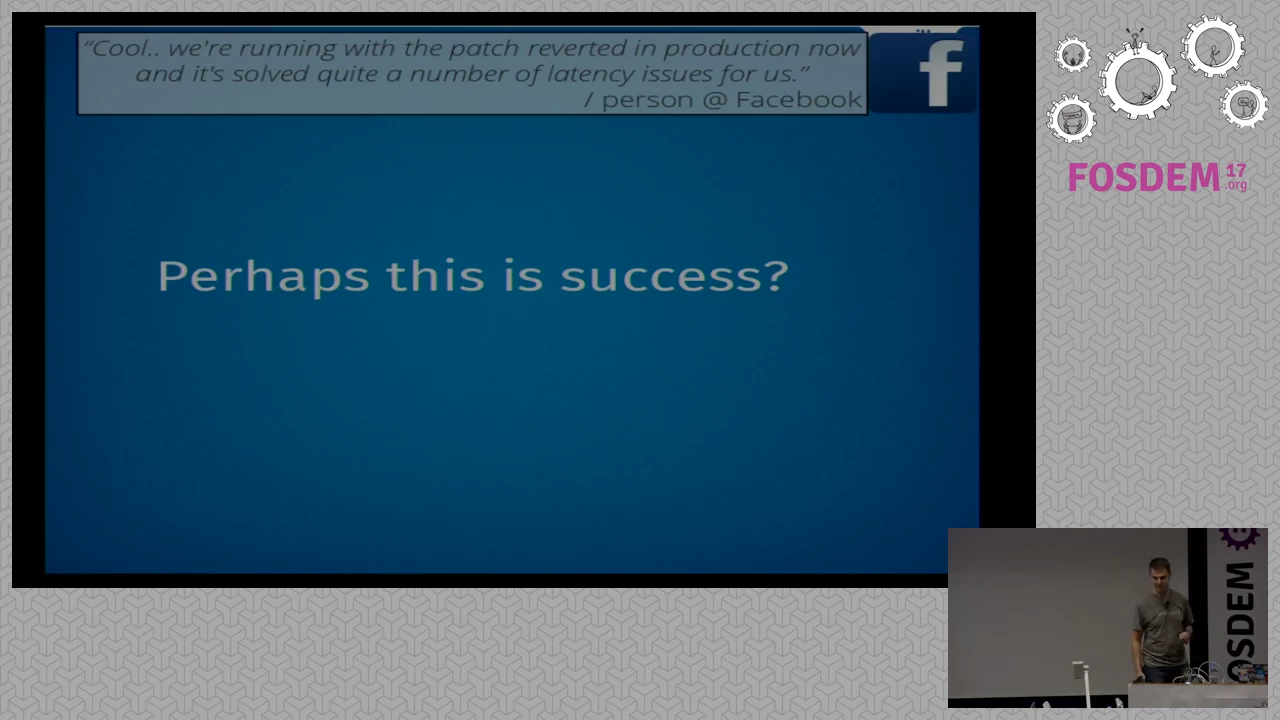 “Cool.. we're running with the patch reverted in production now
and it's solved quite a number of latency issues for us.”
/ person @ Facebook
f
Perhaps this is success?
FOSDEM 17
.org
FOSDEM